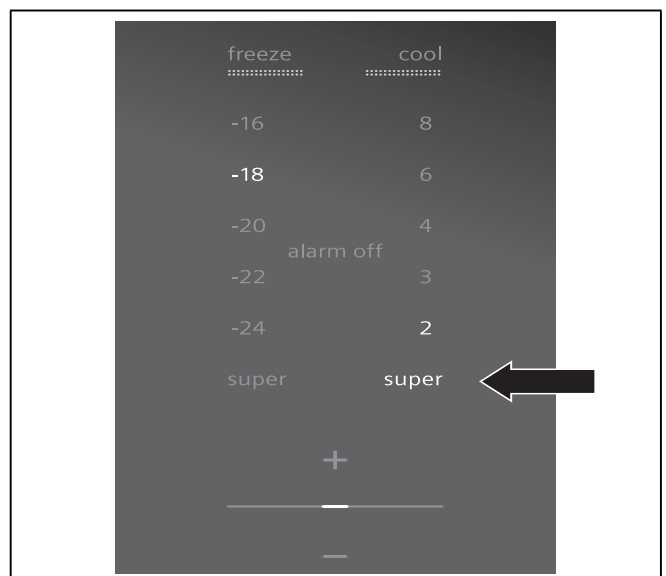 freeze cool
-16 8
-18 6
-20 4
alarm off
-22 3
-24 2
super super
+
—